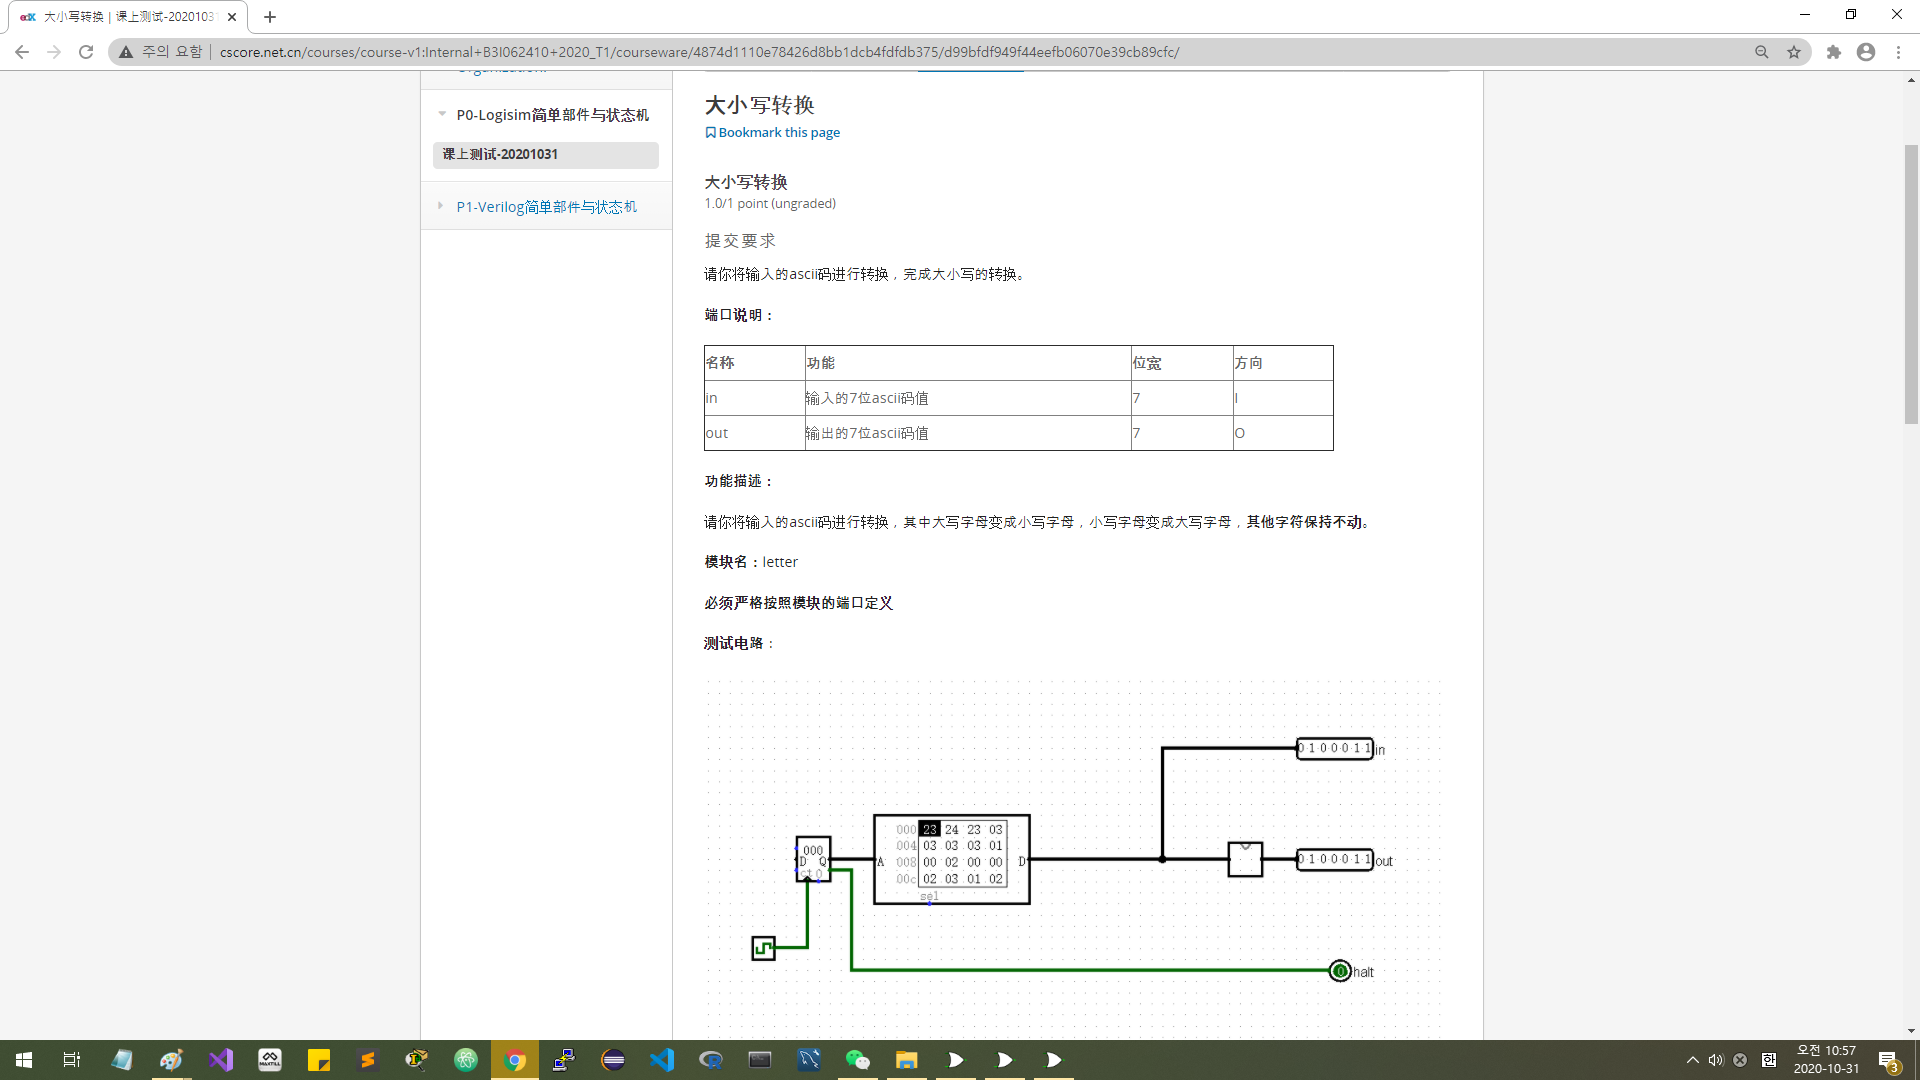 大小写转换 | 课上测试-2020103
주의 요함
cscore.net.cn/courses/course-v1:Internal+B3I062410+2020_T1/courseware/4874d1110e78426d8bb1dcb4fdfdb375/d99bfdf949f44eefb06070e39cb89cfc/
P0-Logisim简单部件与状态机
课上测试-20201031
P1-Verilog简单部件与状态机
大小写转换
Bookmark this page
大小写转换
1.0/1 point (ungraded)
提交要求
请你将输入的ascii码进行转换，完成大小写的转换。
端口说明：
名称 功能 位宽 方向
in 输入的7位ascii码值 7 I
out 输出的7位ascii码值 7 O
功能描述：
请你将输入的ascii码进行转换，其中大写字母变成小写字母，小写字母变成大写字母，其他字符保持不动。
模块名：letter
必须严格按照模块的端口定义
测试电路：
0100011 in
000 23 24 23 03
004 03 03 03 01
008 00 02 00 00
00c 02 03 01 02
A D
sel
000
D Q
ct 0
0100011 out
0 halt
오전 10:57
2020-10-31
한
3